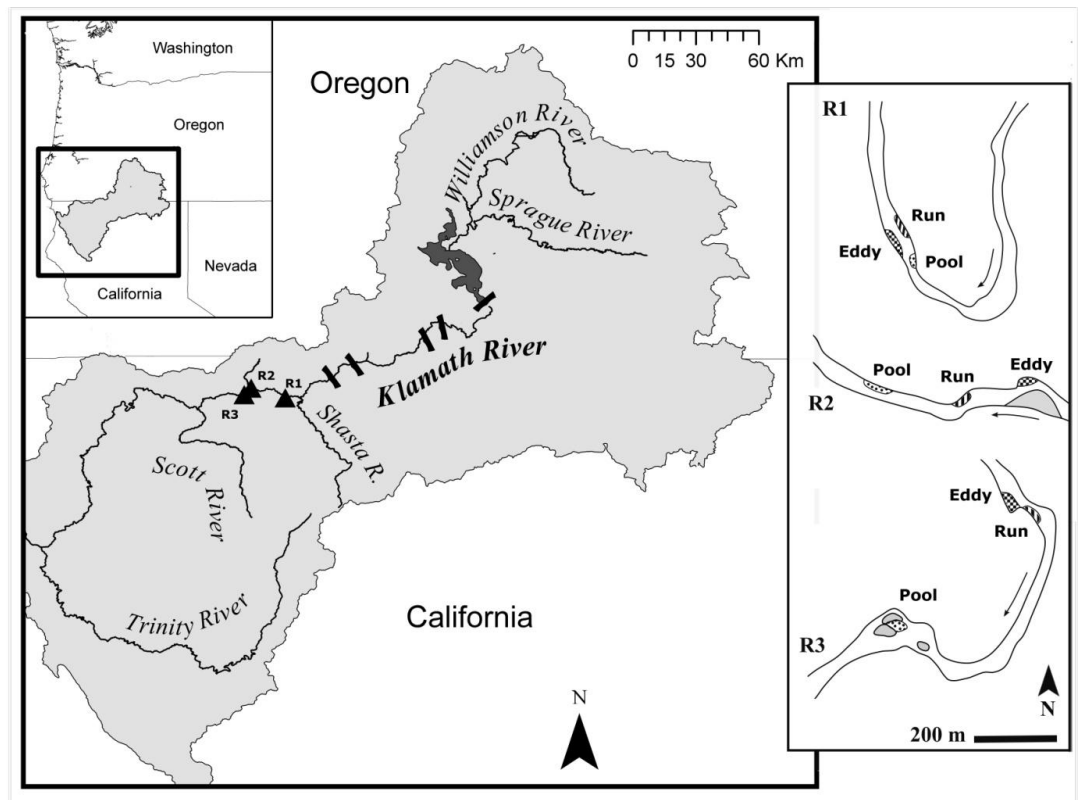 Washington
Oregon
Nevada
California
Oregon
0 15 30 60 Km
Williamson River
Sprague River
Klamath River
R2
R1
R3
Shasta R.
Scott River
Trinity River
California
N
R1
Run
Eddy
Pool
Pool
Run
Eddy
R2
Eddy
Run
Pool
R3
N
200 m